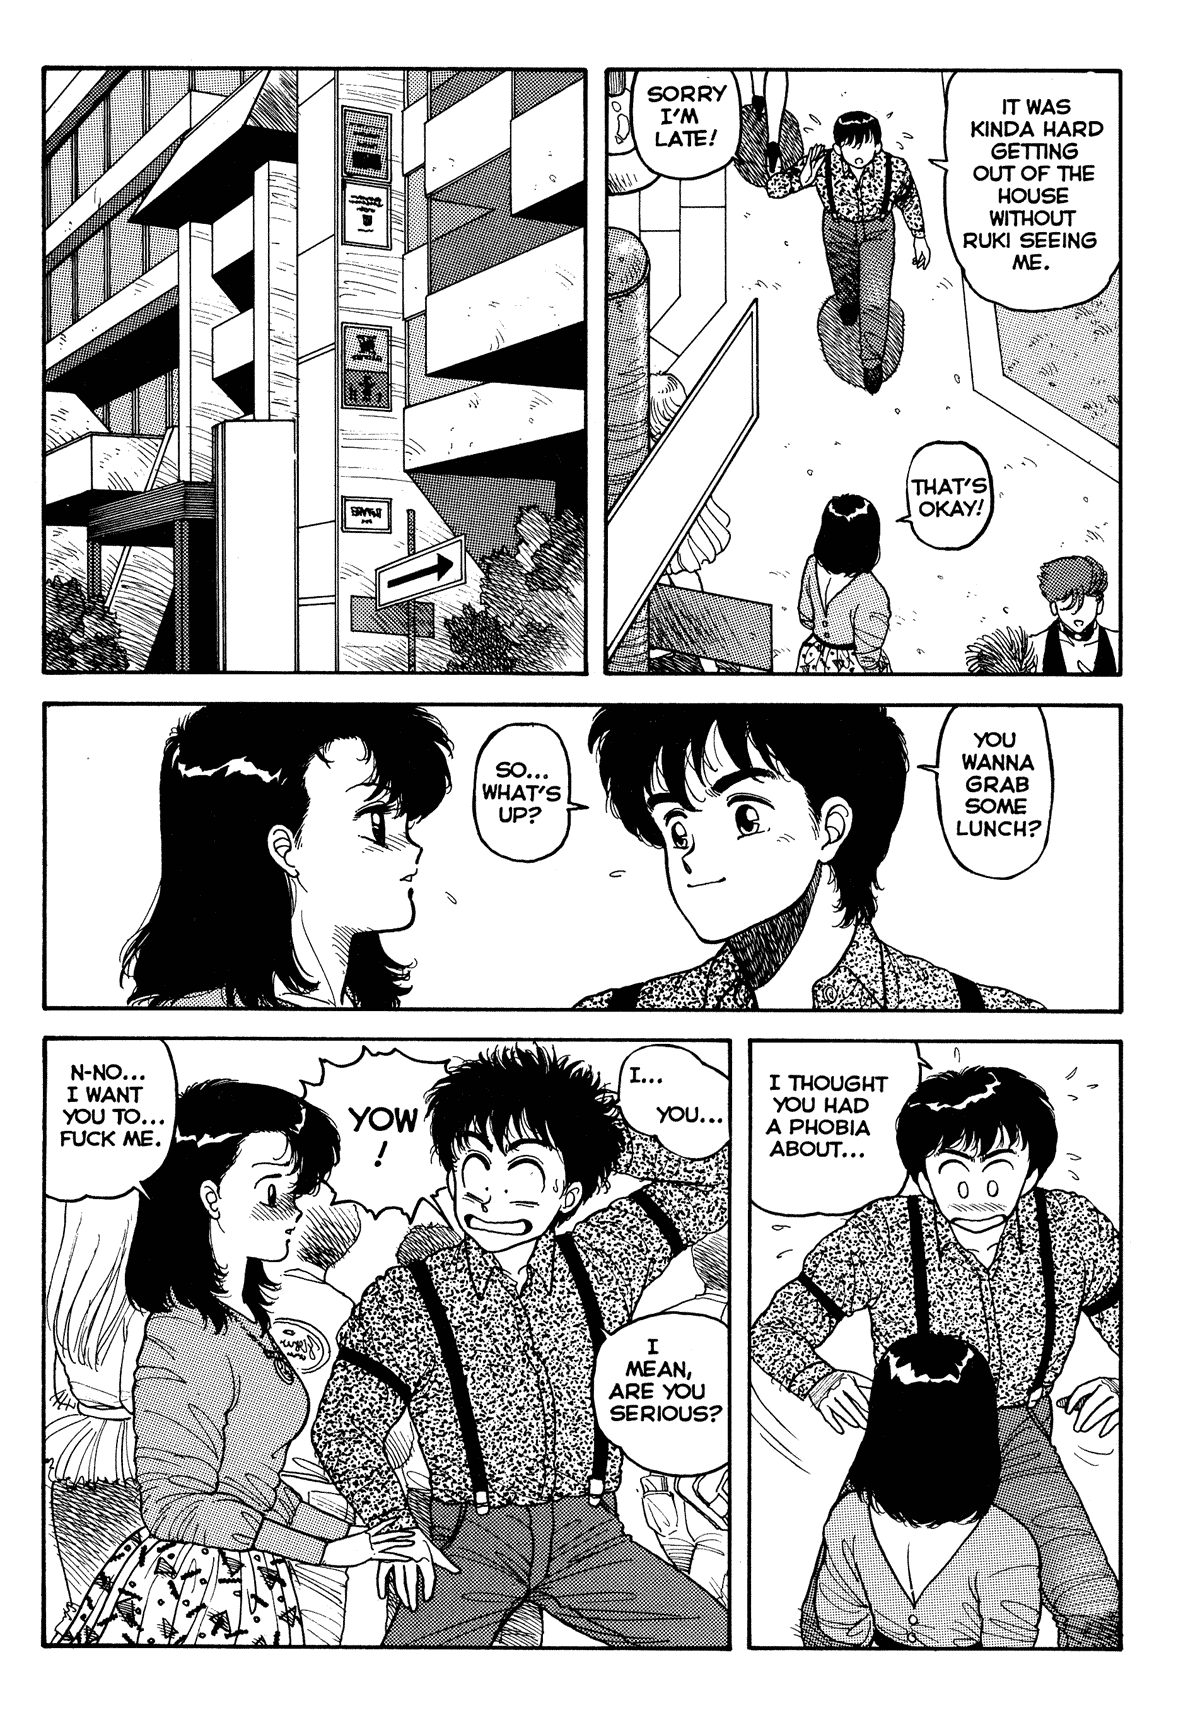 SORRY
I'M
LATE!
IT WAS
KINDA HARD
GETTING
OUT OF THE
HOUSE
WITHOUT
RUKI SEEING
ME.
THAT'S
OKAY!
SO...
WHAT'S
UP?
YOU
WANNA
GRAB
SOME
LUNCH?
N-NO...
I WANT
YOU TO...
FUCK ME.
YOW
!
I...
YOU...
I
MEAN,
ARE YOU
SERIOUS?
I THOUGHT
YOU HAD
A PHOBIA
ABOUT...